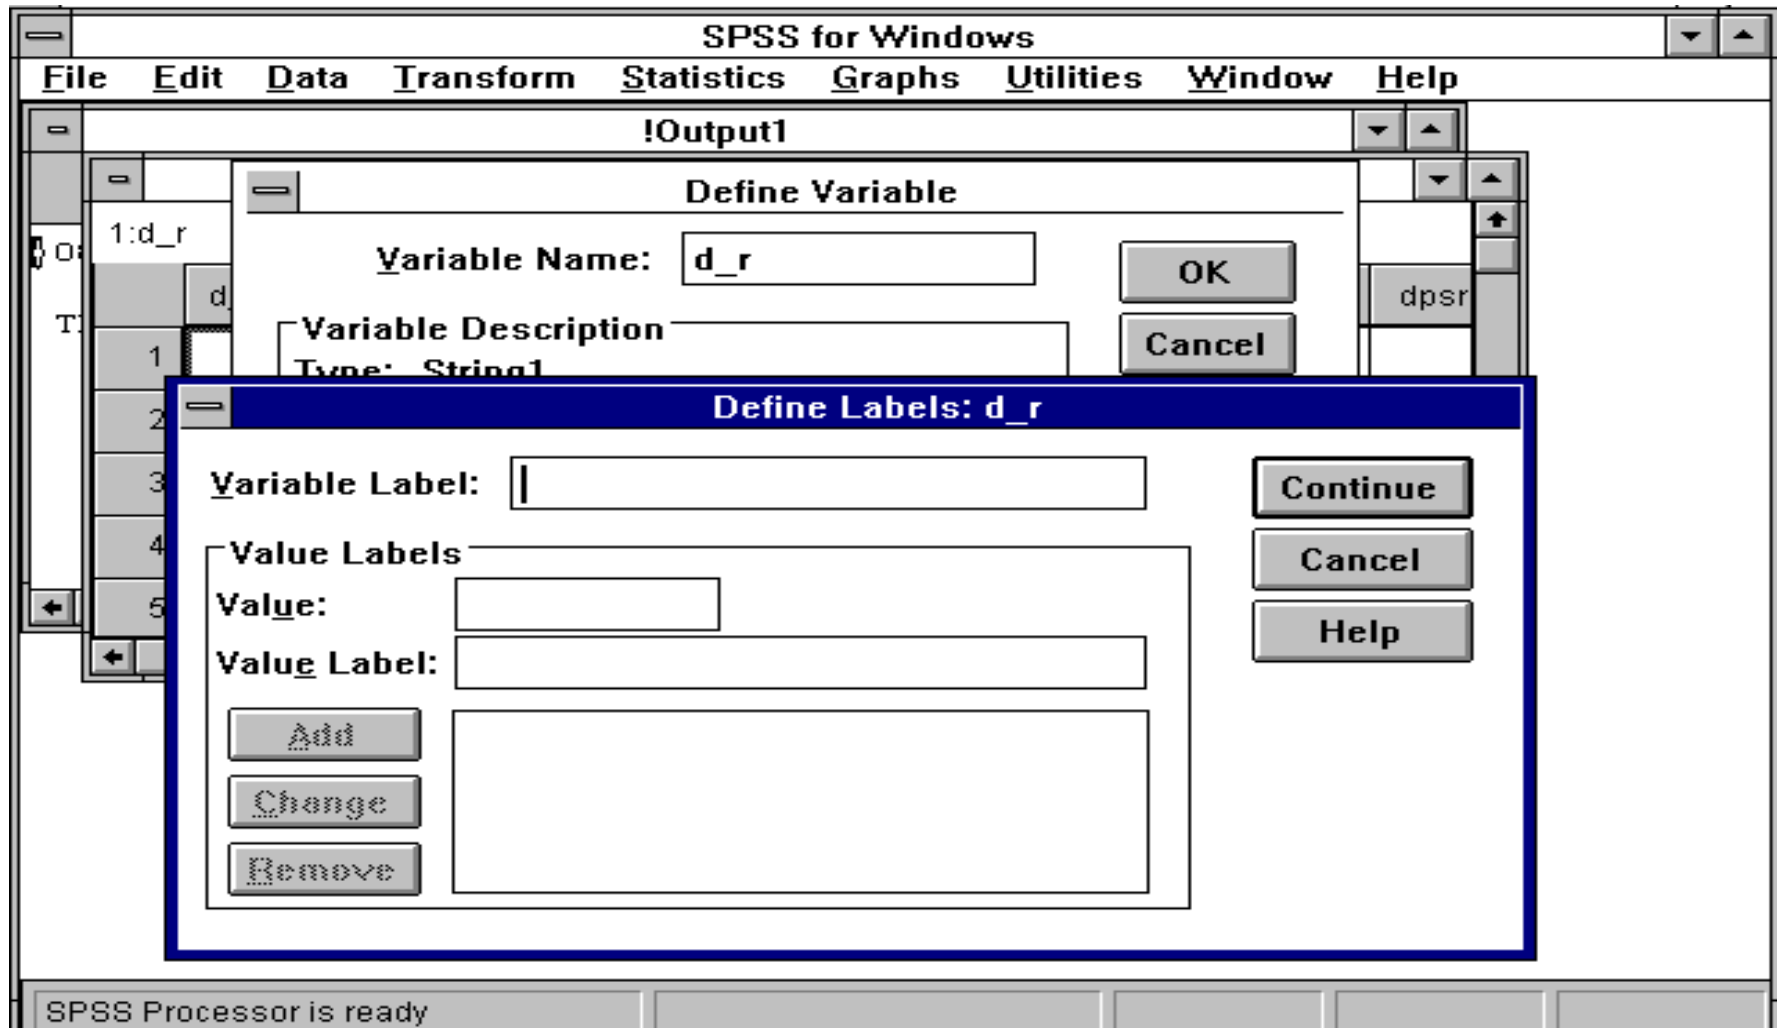 SPSS for Windows
File Edit Data Transform Statistics Graphs Utilities Window Help
!Output1
Define Variable
1:d_r
Variable Name: d_r
OK
dpsr
Variable Description
Cancel
1
Type: String1
2
Define Labels: d_r
3
Variable Label:
Continue
4
Value Labels
Cancel
5
Value:
Help
Value Label:
Add
Change
Remove
SPSS Processor is ready